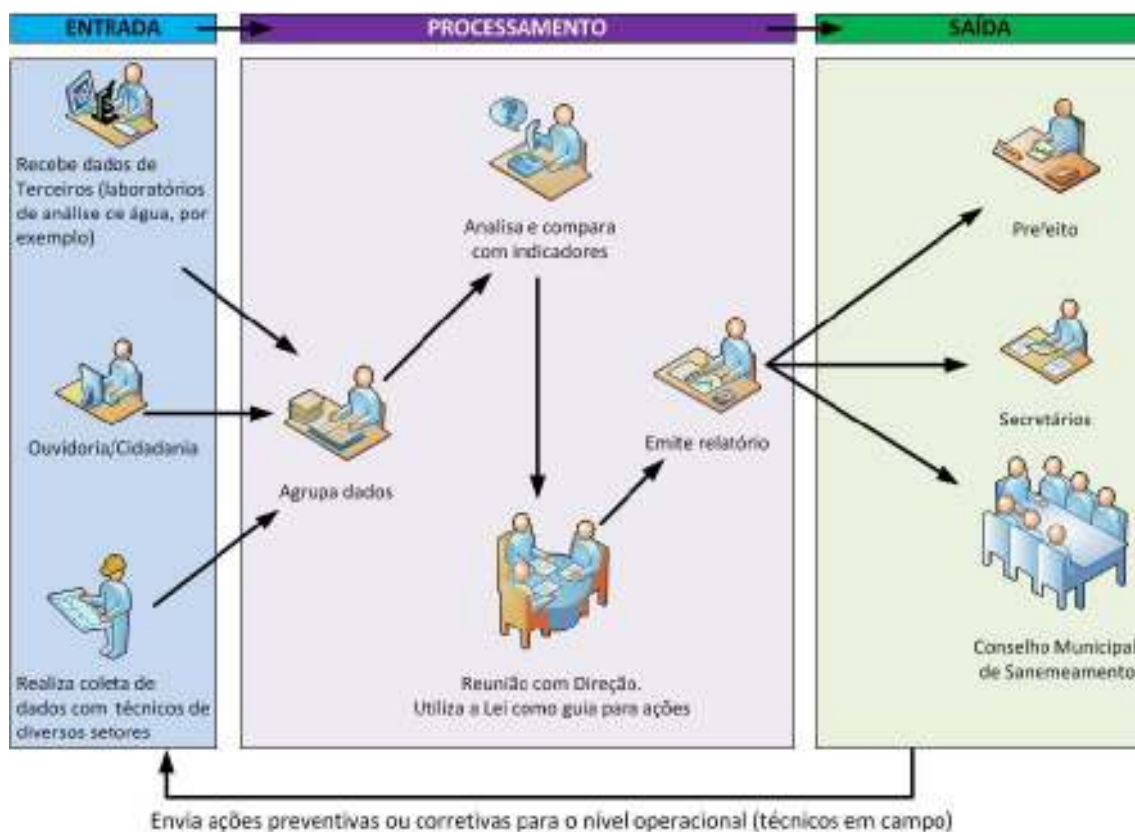 ENTRADA
PROCESSAMENTO
SAÍDA
Recebe dados de
Terceiros (laboratórios
de análise ce água, por
exemplo)
Ouvidoria/Cidadania
Realiza coleta de
dados com técnicos de
diversos setores
Agrupa dados
Analisa e compara
com indicadores
Reunião com Direção.
Utiliza a Lei como guia para ações
Emite relatório
Prefeito
Secretários
Conselho Municipal
de Sanemeamento
Envia ações preventivas ou corretivas para o nível operacional (técnicos em campo)